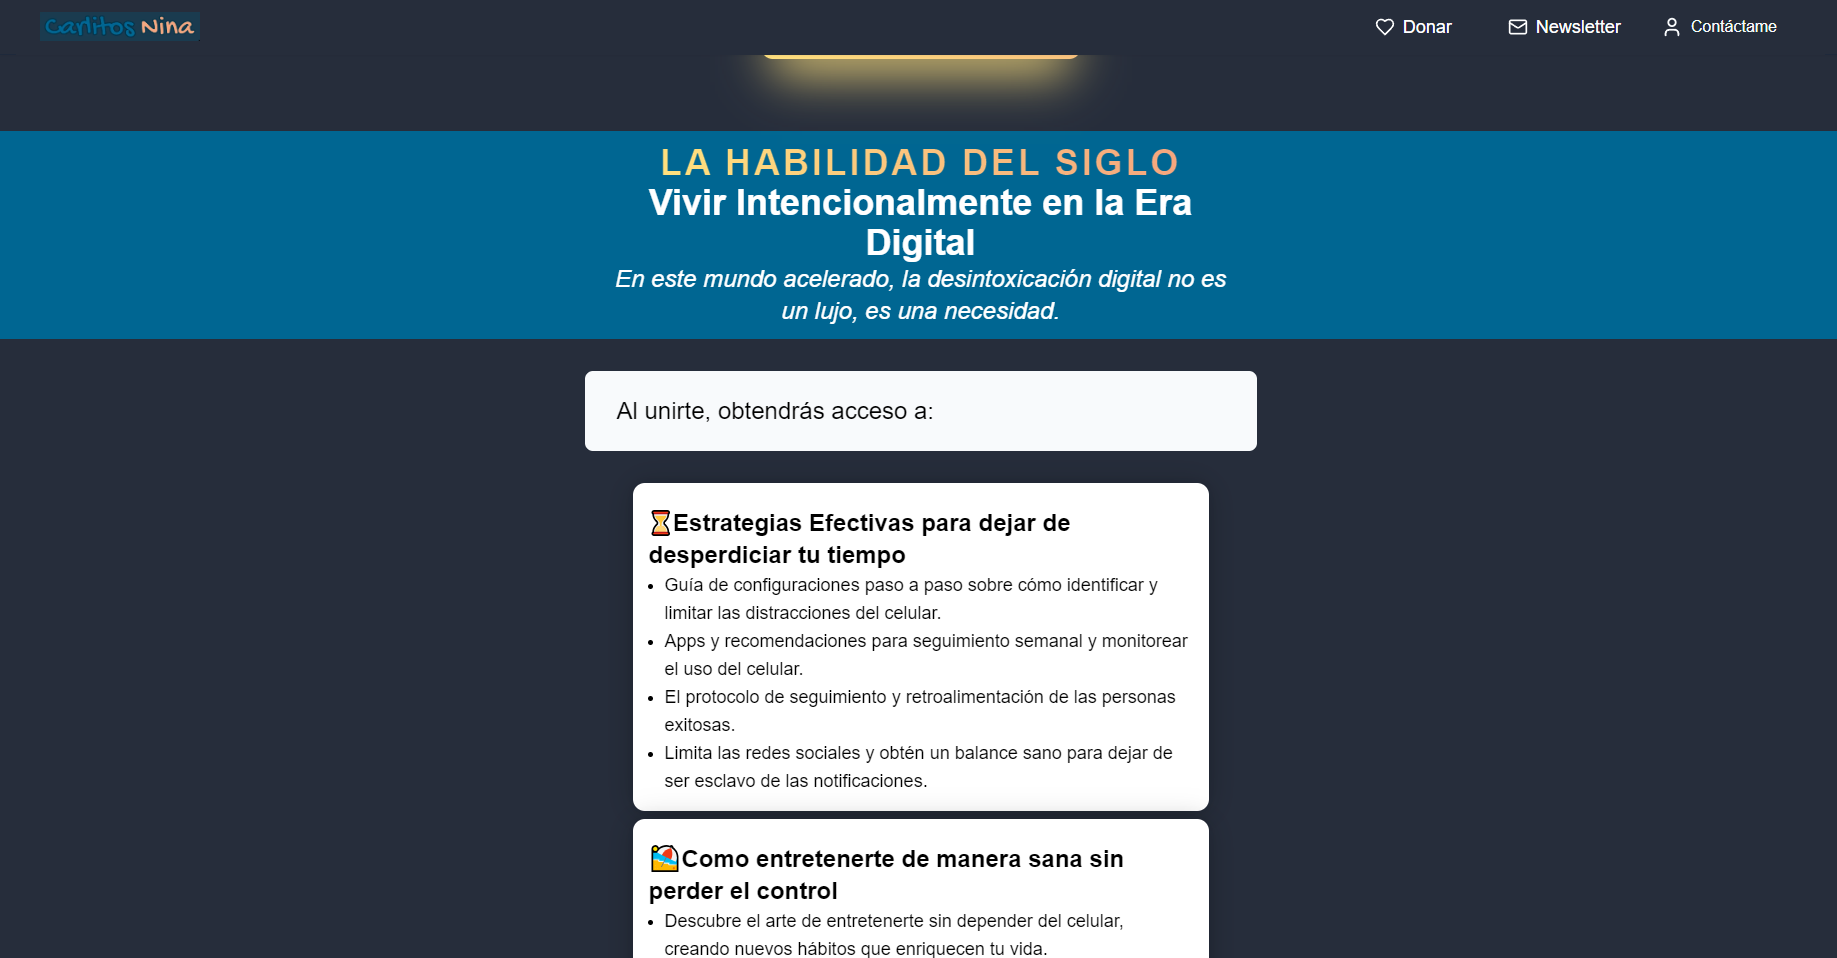 Carlitos Nina
Donar
Newsletter
Contáctame
LA HABILIDAD DEL SIGLO
Vivir Intencionalmente en la Era
Digital
En este mundo acelerado, la desintoxicación digital no es
un lujo, es una necesidad.
Al unirte, obtendrás acceso a:
⏳Estrategias Efectivas para dejar de
desperdiciar tu tiempo
• Guía de configuraciones paso a paso sobre cómo identificar y
limitar las distracciones del celular.
• Apps y recomendaciones para seguimiento semanal y monitorear
el uso del celular.
• El protocolo de seguimiento y retroalimentación de las personas
exitosas.
• Limita las redes sociales y obtén un balance sano para dejar de
ser esclavo de las notificaciones.
🏖Como entretenerte de manera sana sin
perder el control
• Descubre el arte de entretenerte sin depender del celular,
creando nuevos hábitos que enriquecen tu vida.